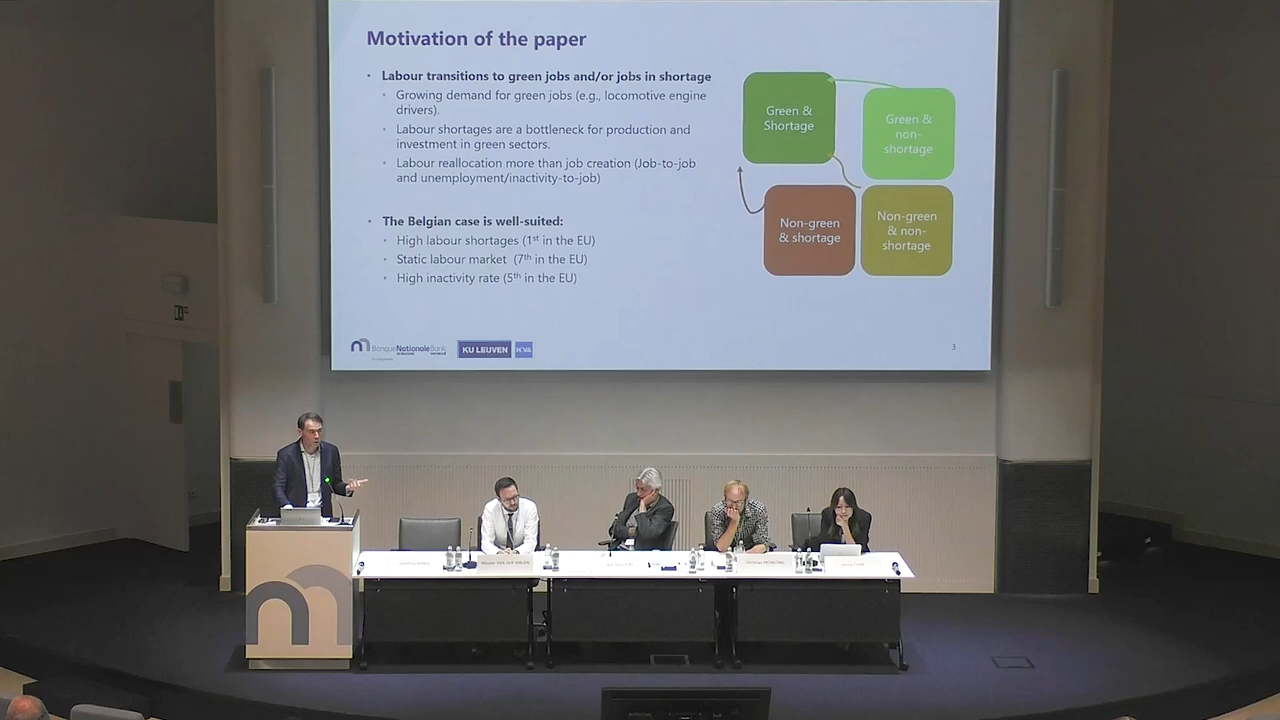 Motivation of the paper
• Labour transitions to green jobs and/or jobs in shortage
• Growing demand for green jobs (e.g., locomotive engine
drivers).
• Labour shortages are a bottleneck for production and
investment in green sectors.
• Labour reallocation more than job creation (Job-to-job
and unemployment/inactivity-to-job)
• The Belgian case is well-suited:
• High labour shortages (1st in the EU)
• Static labour market (7th in the EU)
• High inactivity rate (5th in the EU)
Green &
Shortage
Green &
non-
shortage
Non-green
& shortage
Non-green
& non-
shortage
BanqueNationaleBank
KU LEUVEN
3
Wouter VAN DER WIELEN